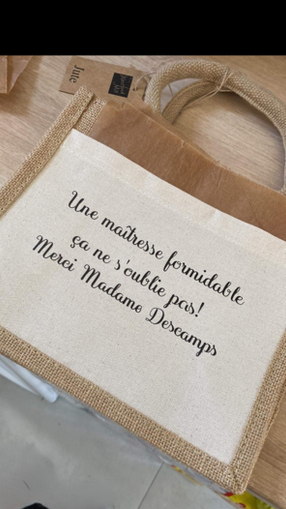 Jute
Une maîtresse formidable
ça ne s'oublie pas!
Merci Madame Descamps